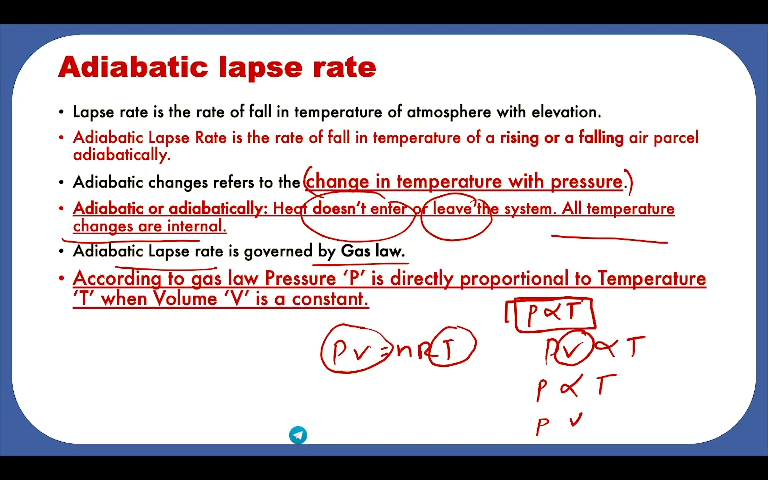 Adiabatic lapse rate
• Lapse rate is the rate of fall in temperature of atmosphere with elevation.
• Adiabatic Lapse Rate is the rate of fall in temperature of a rising or a falling air parcel
adiabatically.
• Adiabatic changes refers to the (change in temperature with pressure.)
• Adiabatic or adiabatically: Heat doesn't enter or leave the system. All temperature
changes are internal.
• Adiabatic Lapse rate is governed by Gas law.
• According to gas law Pressure 'P' is directly proportional to Temperature
'T' when Volume 'V' is a constant.
P ∝ T
PV = nRT
PV ∝ T
P ∝ T
P V